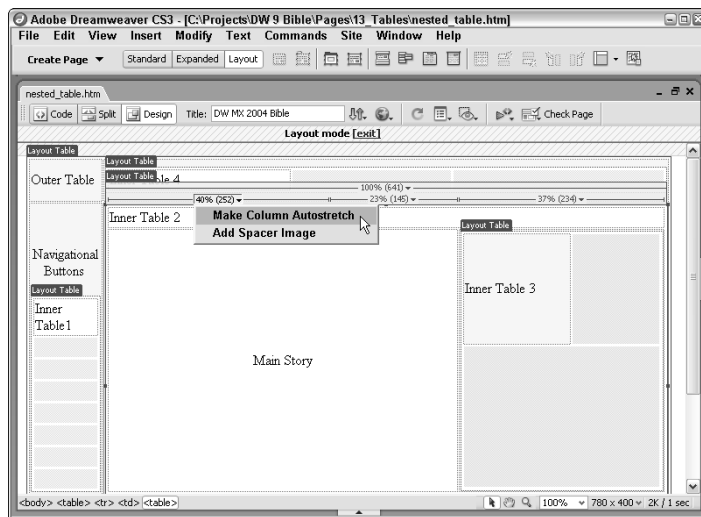 Adobe Dreamweaver CS3 - [C:\Projects\DW 9 Bible\Pages\13_Tables\nested_table.htm]
File Edit View Insert Modify Text Commands Site Window Help
Create Page Standard Expanded Layout
nested_table.htm
Code Split Design Title: DW MX 2004 Bible Check Page
Layout mode [exit]
Layout Table
Layout Table
Outer Table
Layout Table ble 4
100% (641)
40% (252) 23% (145) 37% (234)
Inner Table 2
Make Column Autostretch
Add Spacer Image
Layout Table
Navigational
Buttons
Layout Table
Inner
Table1
Inner Table 3
Main Story
<body> <table> <tr> <td> <table>
100% 780 x 400 2K / 1 sec